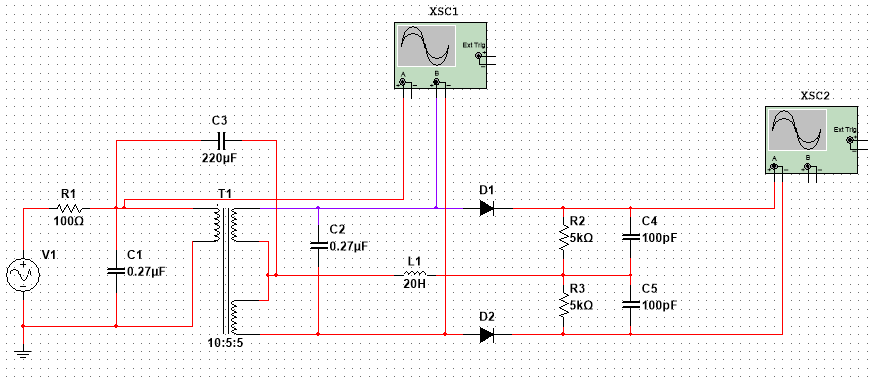 XSC1
Ext Trig
+
-
A
B
+ - + -
XSC2
Ext Trig
+
-
A
B
+ - + -
C3
220µF
R1
100Ω
T1
D1
V1
+
-
C1
0.27µF
C2
0.27µF
R2
5kΩ
C4
100pF
L1
20H
R3
5kΩ
C5
100pF
D2
10:5:5